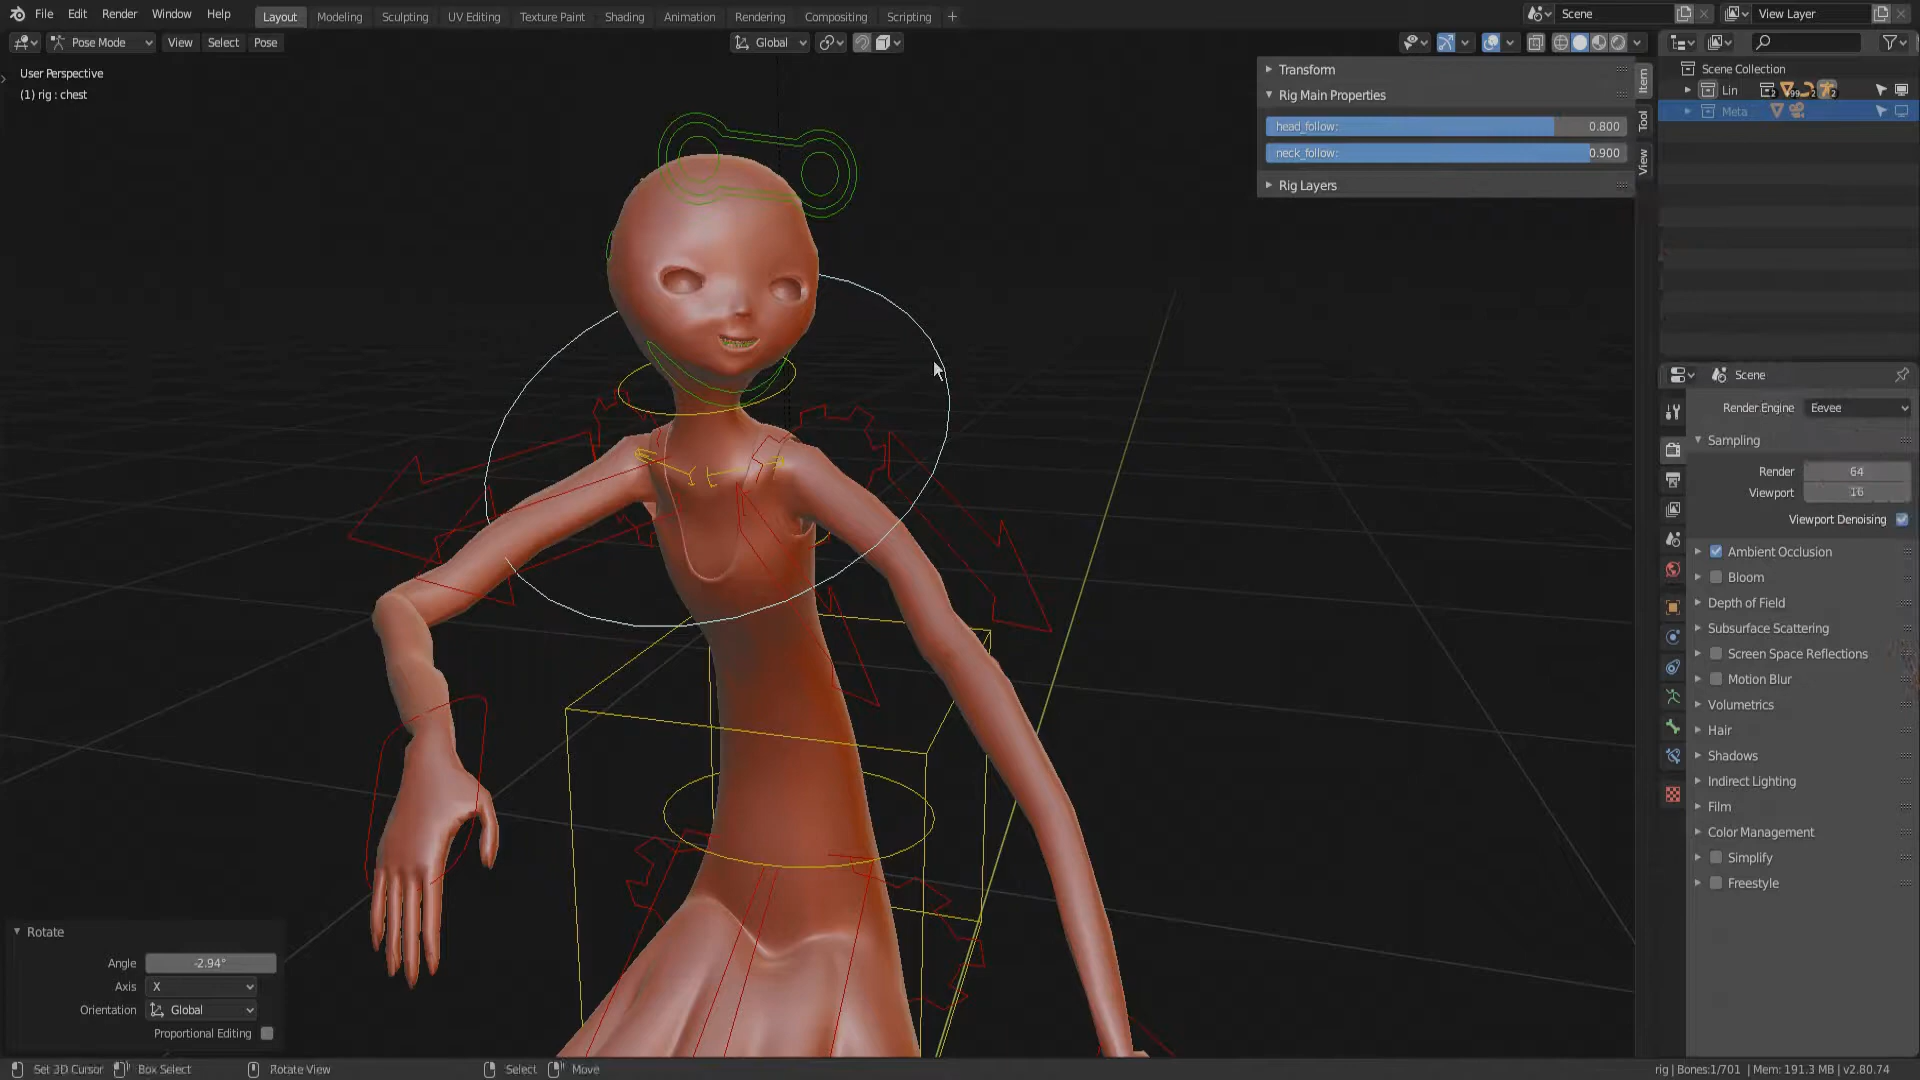 File Edit Render Window Help
Layout Modeling Sculpting UV Editing Texture Paint Shading Animation Rendering Compositing Scripting +
Scene
View Layer
Pose Mode View Select Pose
Global
User Perspective
(1) rig : chest
Transform
Rig Main Properties
head_follow: 0.800
neck_follow: 0.900
Rig Layers
Item
Tool
View
Scene Collection
Lin
Meta
Scene
Render Engine Eevee
Sampling
Render 64
Viewport 16
Viewport Denoising
Ambient Occlusion
Bloom
Depth of Field
Subsurface Scattering
Screen Space Reflections
Motion Blur
Volumetrics
Hair
Shadows
Indirect Lighting
Film
Color Management
Simplify
Freestyle
Rotate
Angle -2.94°
Axis X
Orientation Global
Proportional Editing
Set 3D Cursor Box Select Rotate View Select Move
rig | Bones:1/701 | Mem: 191.3 MB | v2.80.74